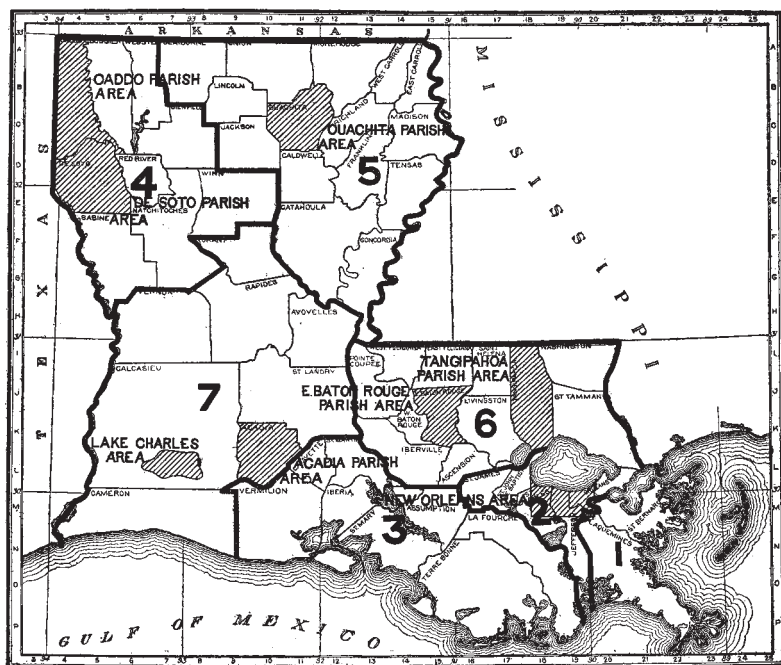 ARKANSAS
MISSISSIPPI
TEXAS
GULF OF MEXICO
CADDO PARISH
AREA
LINCOLN
JACKSON
OUACHITA
RICHLAND
WEST CARROLL
EAST CARROLL
MADISON
OUACHITA PARISH
AREA
FRANKLIN
CALDWELL
TENSAS
5
RED RIVER
4
WINN
DE SOTO PARISH
AREA
NATCHITOCHES
SABINE
CATAHOULA
CONCORDIA
GRANT
VERNON
RAPIDES
AVOYELLES
CALCASIEU
ST LANDRY
POINTE
COUPEE
7
E. BATON ROUGE
PARISH AREA
TANGIPAHOA
PARISH AREA
WASHINGTON
ST TAMMANY
LIVINGSTON
6
BATON
ROUGE
IBERVILLE
ASCENSION
LAKE CHARLES
AREA
ACADIA
ACADIA PARISH
AREA
CAMERON
VERMILION
IBERIA
ST MARY
ASSUMPTION
NEW ORLEANS AREA
3
TERRE BONNE
LA FOURCHE
2
1